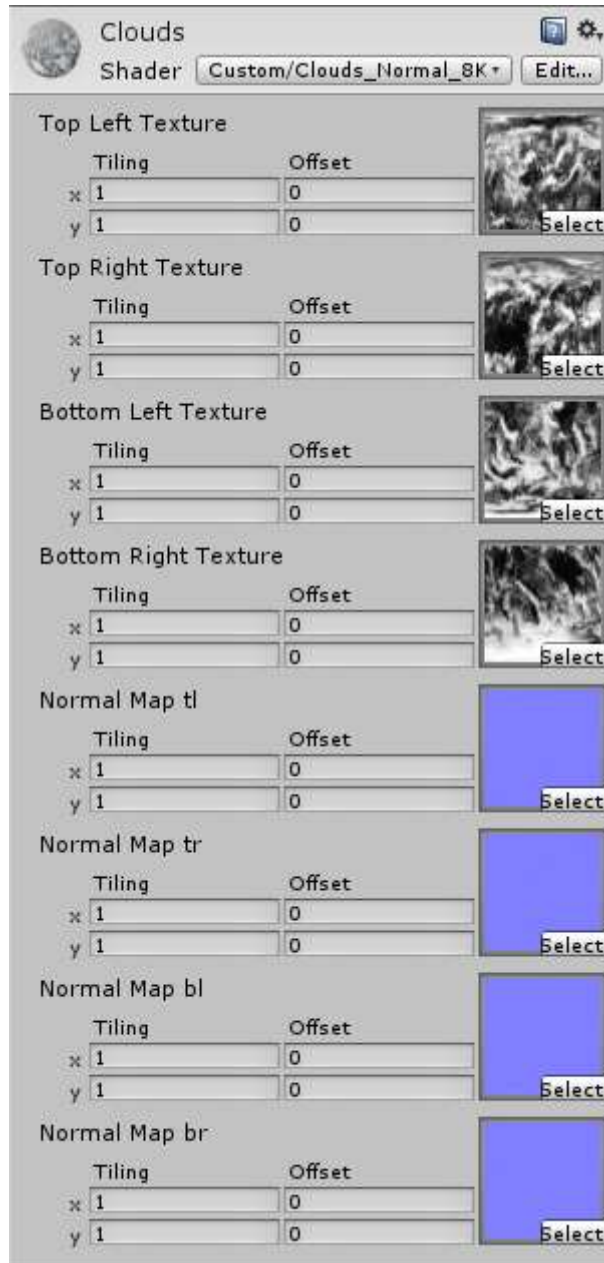 Clouds
Shader Custom/Clouds_Normal_8K Edit...
Top Left Texture
Tiling Offset
x 1 0
y 1 0
Select
Top Right Texture
Tiling Offset
x 1 0
y 1 0
Select
Bottom Left Texture
Tiling Offset
x 1 0
y 1 0
Select
Bottom Right Texture
Tiling Offset
x 1 0
y 1 0
Select
Normal Map tl
Tiling Offset
x 1 0
y 1 0
Select
Normal Map tr
Tiling Offset
x 1 0
y 1 0
Select
Normal Map bl
Tiling Offset
x 1 0
y 1 0
Select
Normal Map br
Tiling Offset
x 1 0
y 1 0
Select